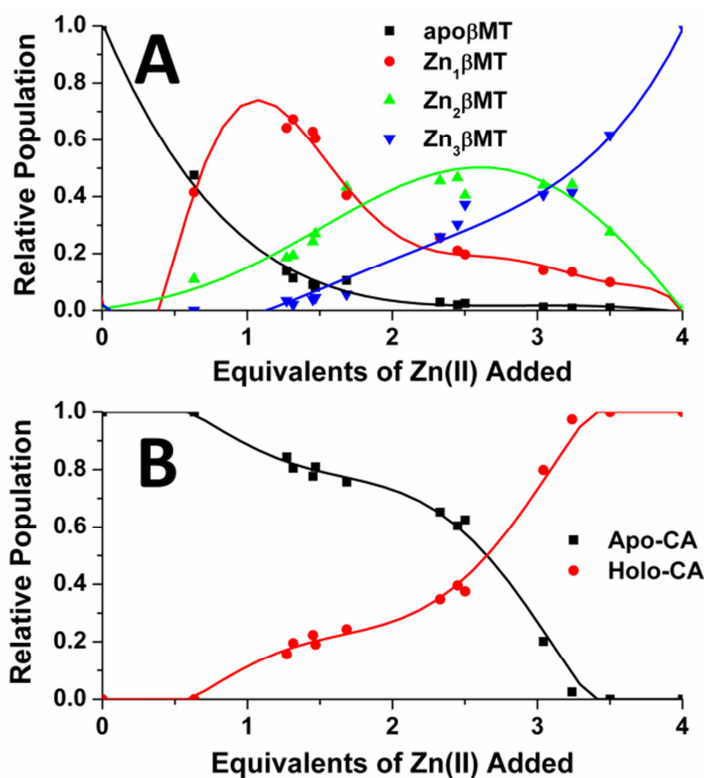 A
apoβMT
Zn₁βMT
Zn₂βMT
Zn₃βMT
Relative Population
1.0
0.8
0.6
0.4
0.2
0.0
0 1 2 3 4
Equivalents of Zn(II) Added
B
Apo-CA
Holo-CA
Relative Population
1.0
0.8
0.6
0.4
0.2
0.0
0 1 2 3 4
Equivalents of Zn(II) Added